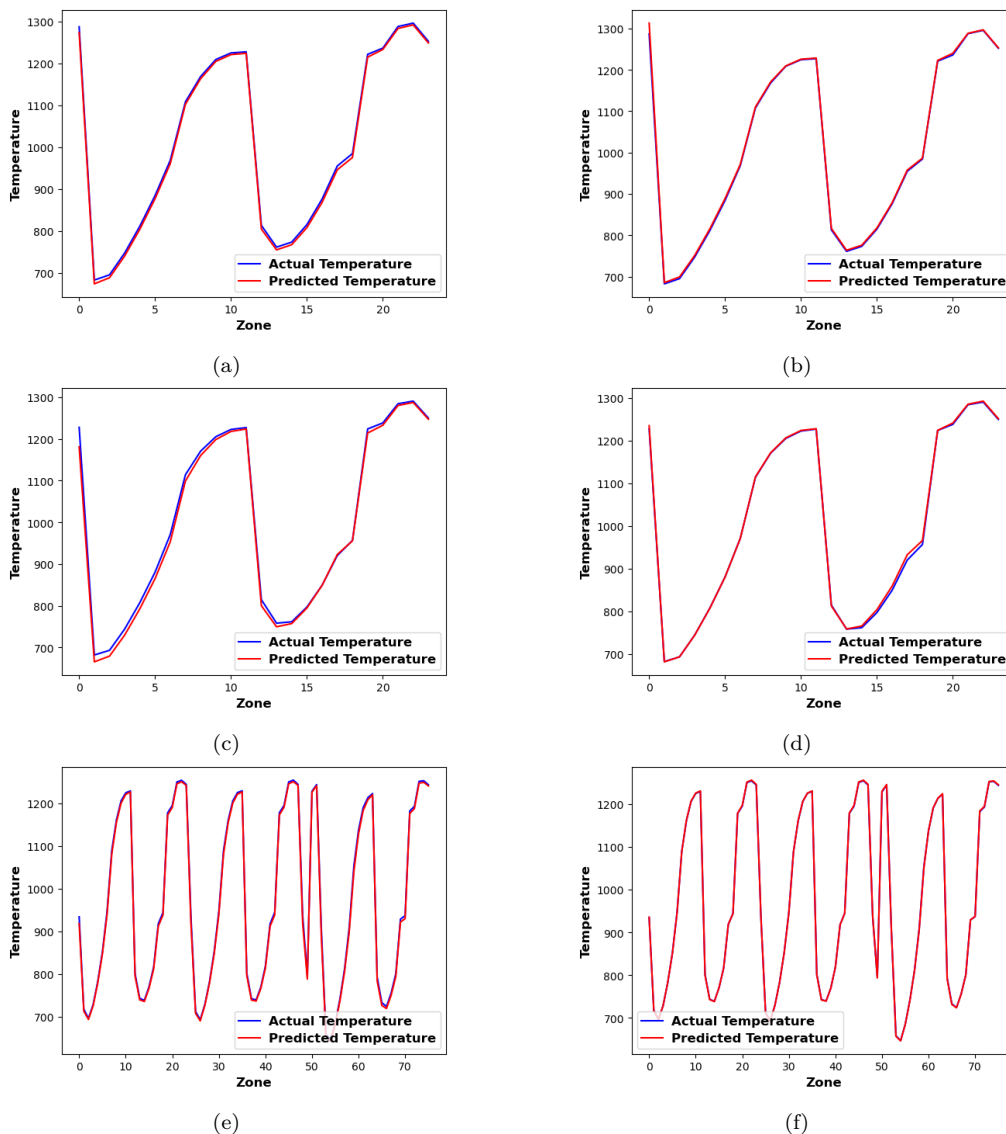 1300
1200
1100
1000
900
800
700
Temperature
Actual Temperature
Predicted Temperature
0 5 10 15 20
Zone
(a)
1300
1200
1100
1000
900
800
700
Temperature
Actual Temperature
Predicted Temperature
0 5 10 15 20
Zone
(b)
1300
1200
1100
1000
900
800
700
Temperature
Actual Temperature
Predicted Temperature
0 5 10 15 20
Zone
(c)
1300
1200
1100
1000
900
800
700
Temperature
Actual Temperature
Predicted Temperature
0 5 10 15 20
Zone
(d)
1200
1100
1000
900
800
700
Temperature
Actual Temperature
Predicted Temperature
0 10 20 30 40 50 60 70
Zone
(e)
1200
1100
1000
900
800
700
Temperature
Actual Temperature
Predicted Temperature
0 10 20 30 40 50 60 70
Zone
(f)